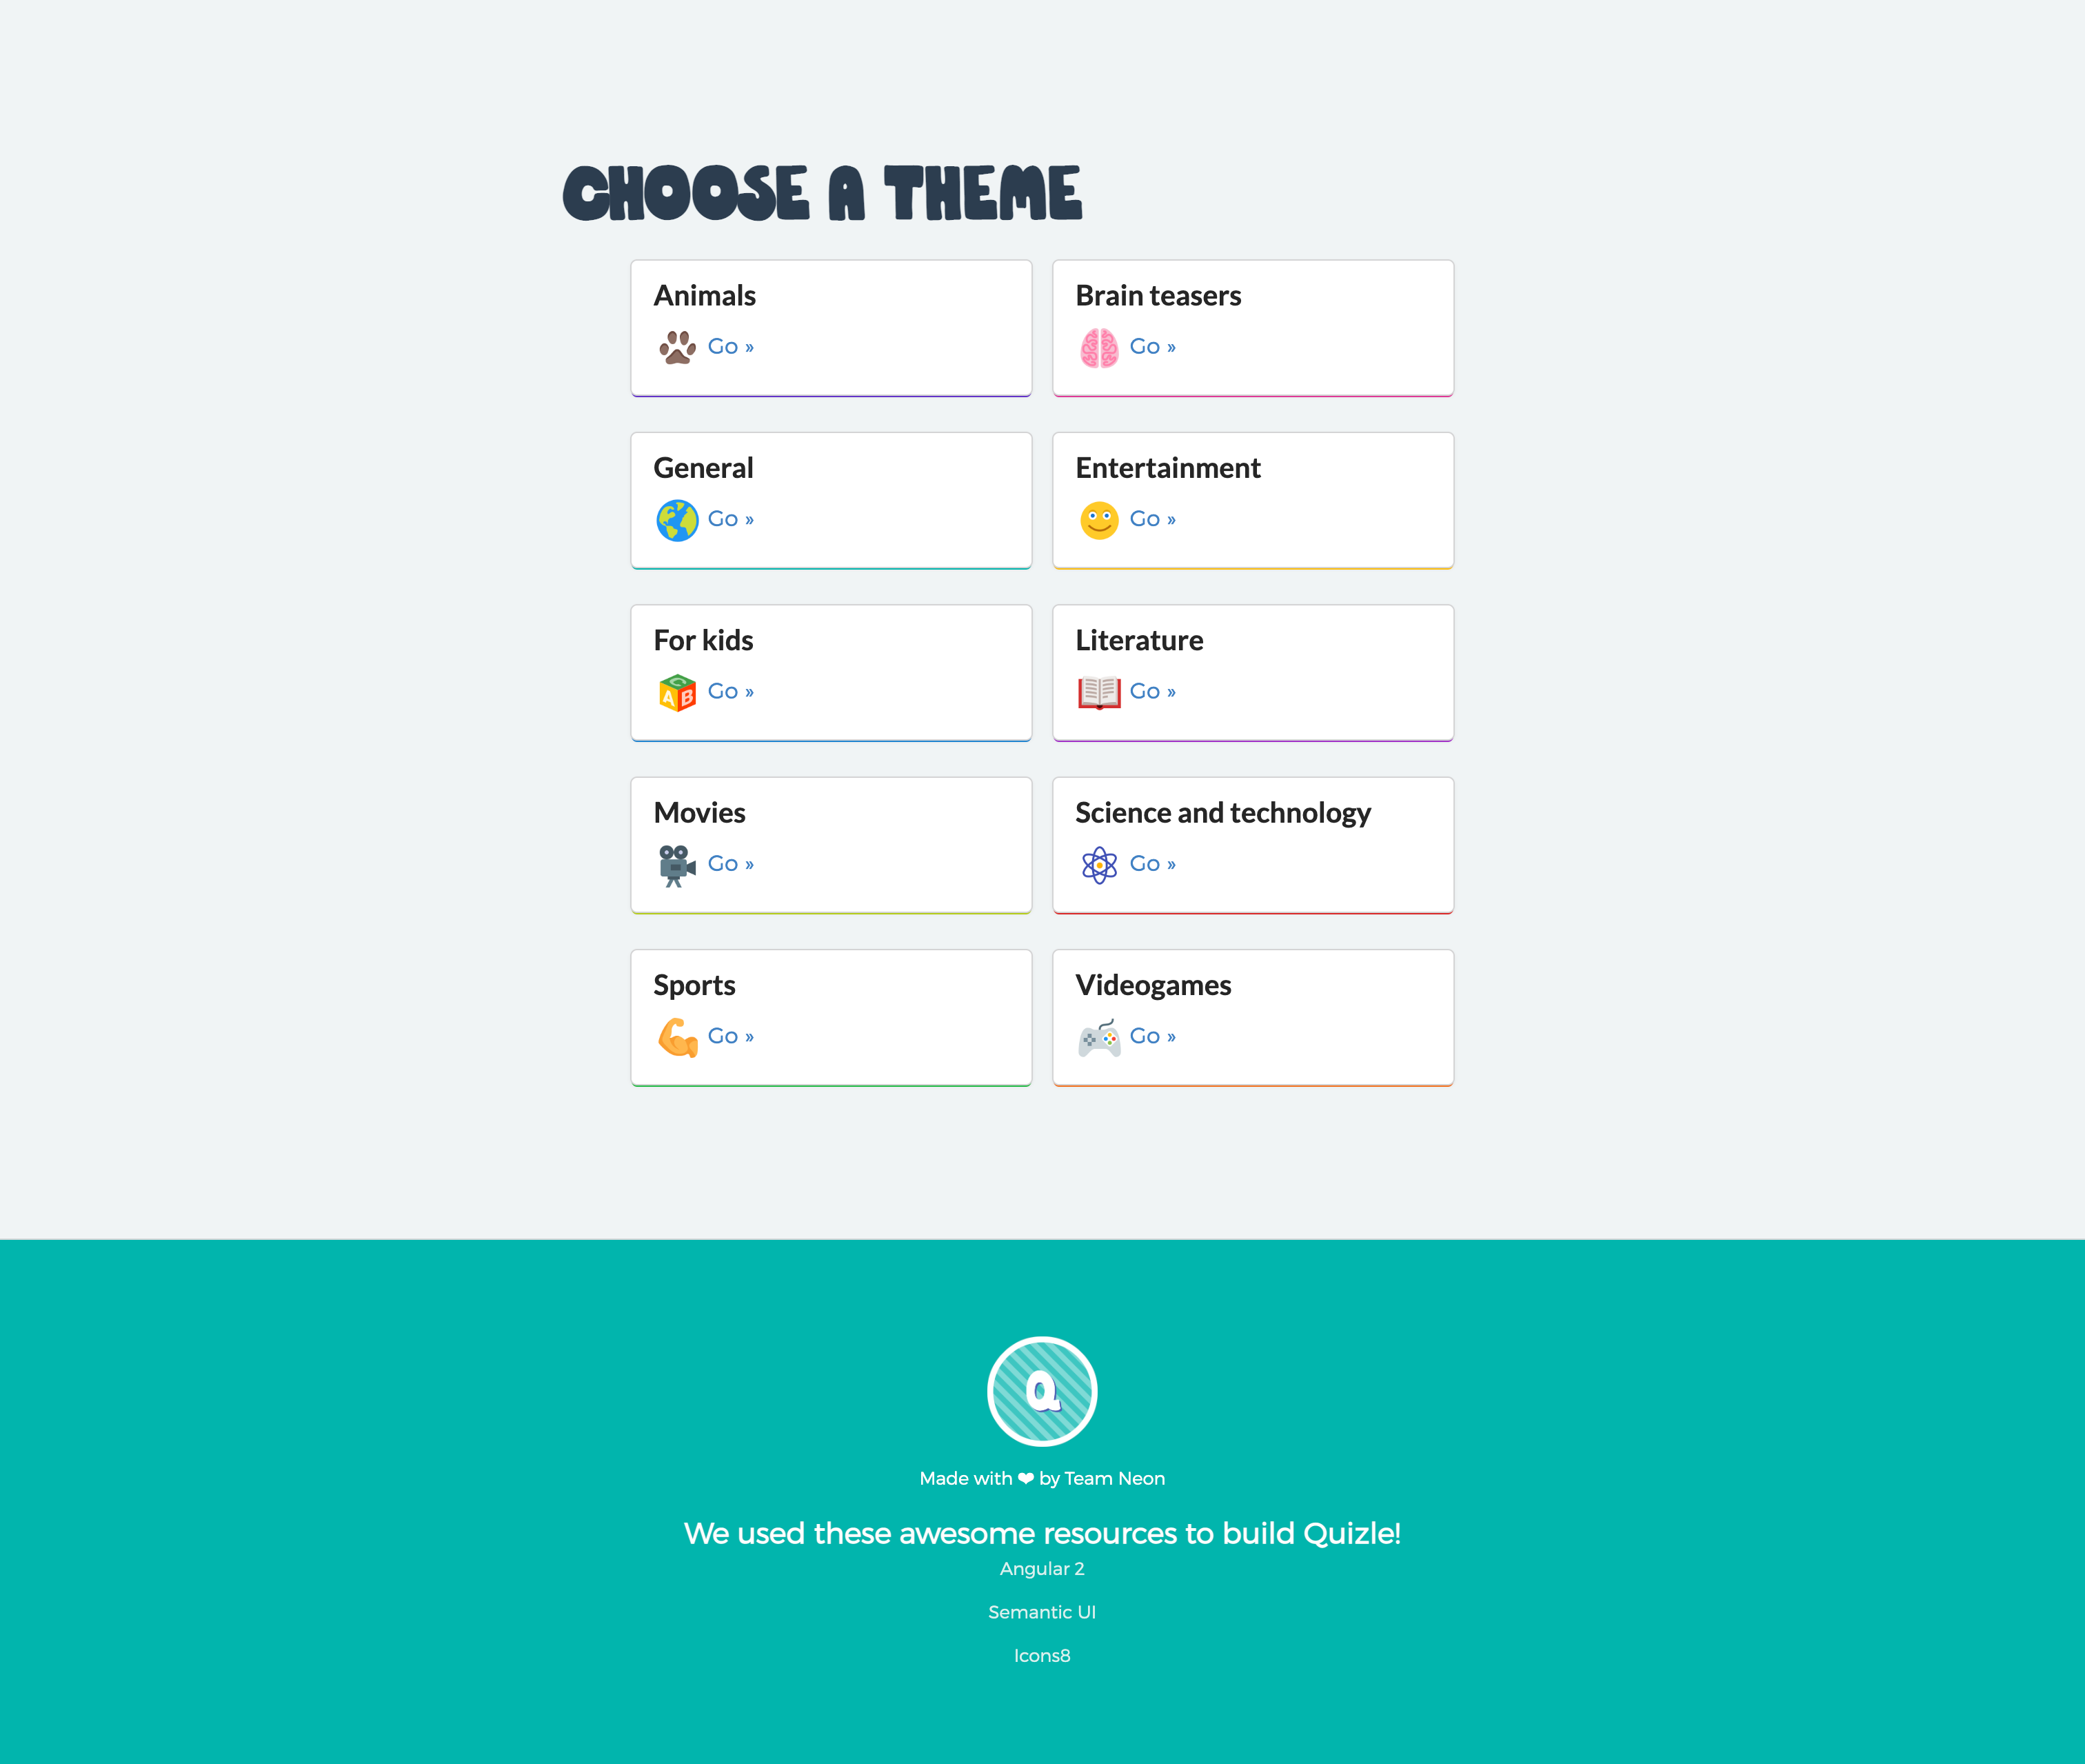 CHOOSE A THEME
Animals
Go »
Brain teasers
Go »
General
Go »
Entertainment
Go »
For kids
A B C
Go »
Literature
Go »
Movies
Go »
Science and technology
Go »
Sports
Go »
Videogames
Go »
Q
Made with ❤ by Team Neon
We used these awesome resources to build Quizle!
Angular 2
Semantic UI
Icons8